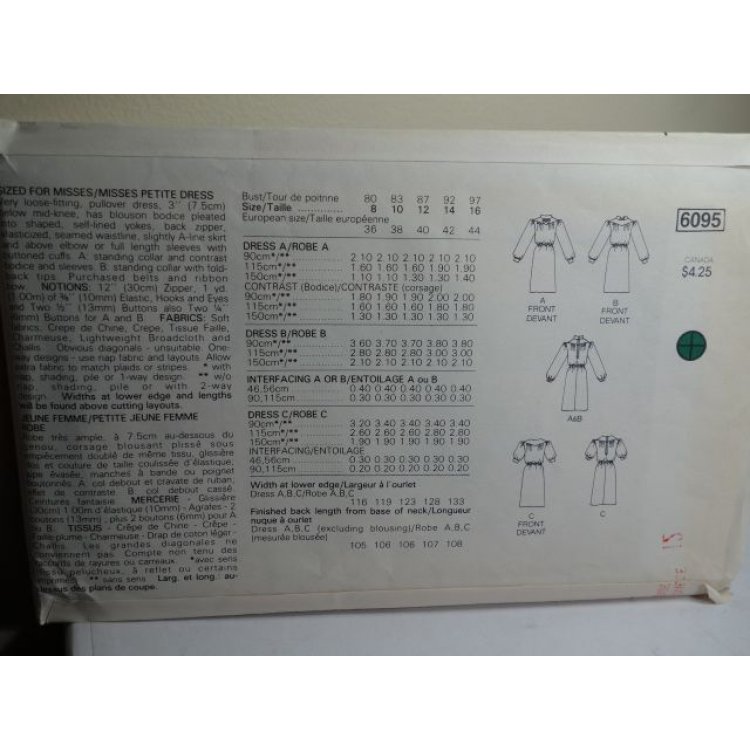 SIZED FOR MISSES/MISSES PETITE DRESS
Very loose-fitting, pullover dress, 3'' (7.5cm)
below mid-knee, has blouson bodice pleated
into shaped, self-lined yokes, back zipper,
elasticized, seamed waistline, slightly A-line skirt
and above elbow or full length sleeves with
buttoned cuffs. A: standing collar and contrast
bodice and sleeves. B: standing collar with fold-
back tips. Purchased belts and ribbon
bow. NOTIONS: 12'' (30cm) Zipper, 1 yd.
(1.00m) of ⅜'' (10mm) Elastic, Hooks and Eyes
and Two ½'' (13mm) Buttons also Two ¼''
(6mm) Buttons for A and B. FABRICS: Soft
fabrics, Crepe de Chine, Crepe, Tissue Faille,
Charmeuse, Lightweight Broadcloth and
Challis. Obvious diagonals - unsuitable. One-
way designs - use nap fabric and layouts. Allow
extra fabric to match plaids or stripes. * with
nap, shading, pile or 1-way design. ** w/o
nap, shading, pile or with 2-way
design. Widths at lower edge and lengths
will be found above cutting layouts.
JEUNE FEMME/PETITE JEUNE FEMME
ROBE
Robe très ample, à 7.5cm au-dessous du
genou, corsage blousant plissé sous
empiècement doublé de même tissu, glissière
dos et couture de taille coulissée d'élastique,
jupe évasée, manches à bande ou poignet
boutonnés. A: col debout et cravate de ruban,
effet de contraste. B: col debout cassé.
Ceintures fantaisie. MERCERIE - Glissière
(30cm) 1.00m d'élastique (10mm) - Agrafes - 2
boutons (13mm), plus 2 boutons (6mm) pour A
ou B. TISSUS - Crêpe de Chine - Crêpe -
Faille plume - Charmeuse - Drap de coton léger -
Challis. Les grandes diagonales ne
conviennent pas. Compte non tenu des
raccords de rayures ou carreaux. *avec sens
tissu pelucheux, à reflet ou certains
imprimés. ** sans sens. Larg. et long.: au-
dessus des plans de coupe.
Bust/Tour de poitrine 80 83 87 92 97
Size/Taille .............. 8 10 12 14 16
European size/Taille européenne
36 38 40 42 44
DRESS A/ROBE A
90cm*/** 2.10 2.10 2.10 2.10 2.10
115cm*/** 1.60 1.60 1.60 1.90 1.90
150cm*/** 1.10 1.10 1.10 1.30 1.40
CONTRAST (Bodice)/CONTRASTE (corsage)
90cm*/** 1.80 1.90 1.90 2.00 2.00
115cm*/** 1.60 1.70 1.80 1.80 1.80
150cm*/** 1.30 1.30 1.30 1.30 1.30
DRESS B/ROBE B
90cm*/** 3.60 3.70 3.70 3.80 3.80
115cm*/** 2.80 2.80 2.80 3.00 3.00
150cm*/** 2.10 2.10 2.10 2.10 2.10
INTERFACING A OR B/ENTOILAGE A ou B
46,56cm 0.40 0.40 0.40 0.40 0.40
90,115cm 0.30 0.30 0.30 0.30 0.30
DRESS C/ROBE C
90cm*/** 3.20 3.40 3.40 3.40 3.40
115cm*/** 2.60 2.60 2.60 2.60 2.80
150cm*/** 1.90 1.90 1.90 1.90 1.90
INTERFACING/ENTOILAGE
46,56cm 0.30 0.30 0.30 0.30 0.30
90,115cm 0.20 0.20 0.20 0.20 0.20
Width at lower edge/Largeur à l'ourlet
Dress A,B,C/Robe A,B,C
116 119 123 128 133
Finished back length from base of neck/Longueur
nuque à ourlet
Dress A,B,C (excluding blousing)/Robe A,B,C
(mesurée blousée)
105 106 106 107 108
6095
CANADA
$4.25
A
FRONT
DEVANT
B
FRONT
DEVANT
A&B
C
FRONT
DEVANT
C
15